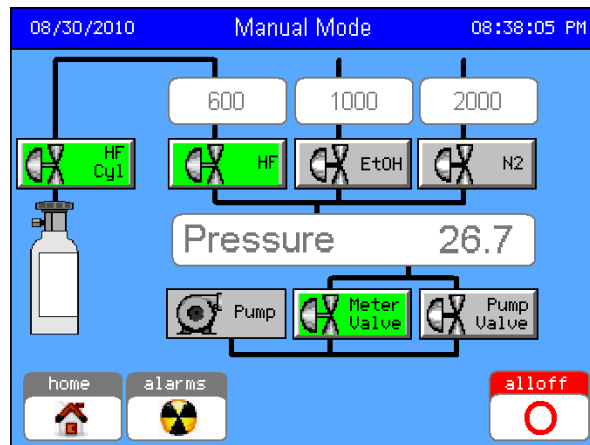 08/30/2010 Manual Mode 08:38:05 PM
600 1000 2000
HF
Cyl
HF
EtOH
N2
Pressure 26.7
Pump
Meter
Valve
Pump
Valve
home
alarms
alloff